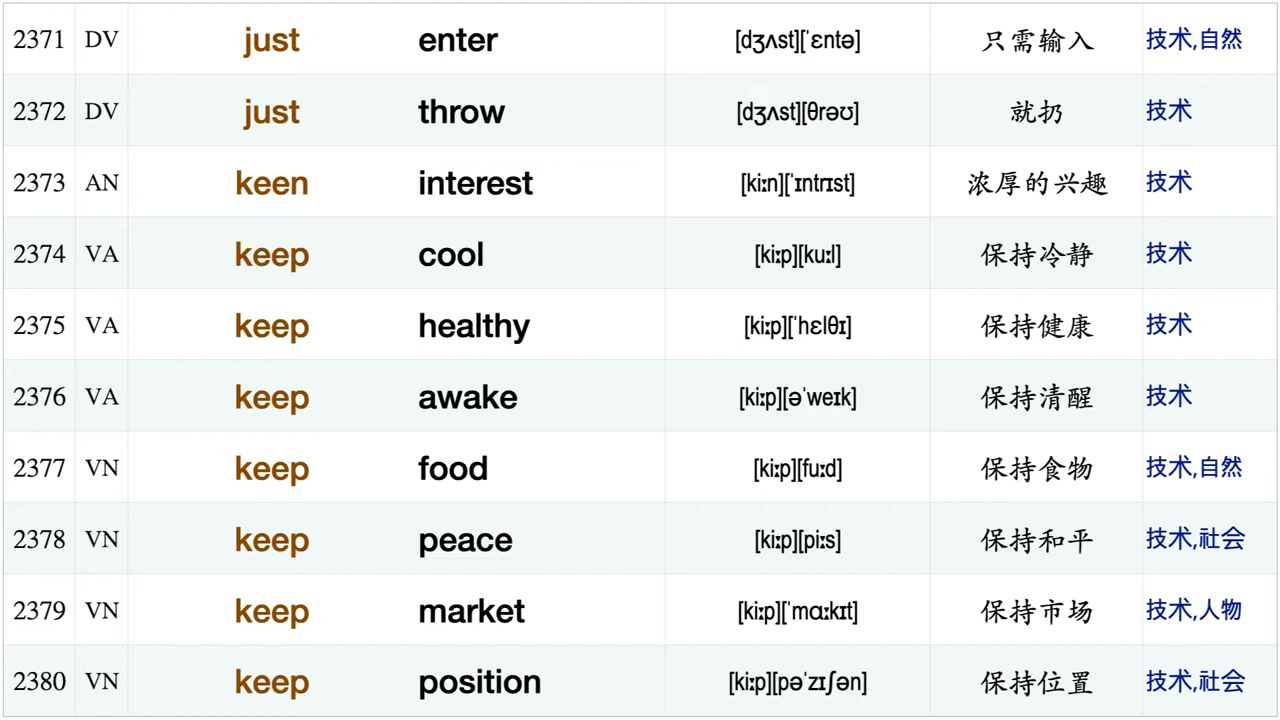 2371 DV just enter [dʒʌst][ˈɛntə] 只需输入 技术,自然
2372 DV just throw [dʒʌst][θrəʊ] 就扔 技术
2373 AN keen interest [kiːn][ˈɪntrɪst] 浓厚的兴趣 技术
2374 VA keep cool [kiːp][kuːl] 保持冷静 技术
2375 VA keep healthy [kiːp][ˈhɛlθɪ] 保持健康 技术
2376 VA keep awake [kiːp][əˈweɪk] 保持清醒 技术
2377 VN keep food [kiːp][fuːd] 保持食物 技术,自然
2378 VN keep peace [kiːp][piːs] 保持和平 技术,社会
2379 VN keep market [kiːp][ˈmɑːkɪt] 保持市场 技术,人物
2380 VN keep position [kiːp][pəˈzɪʃən] 保持位置 技术,社会